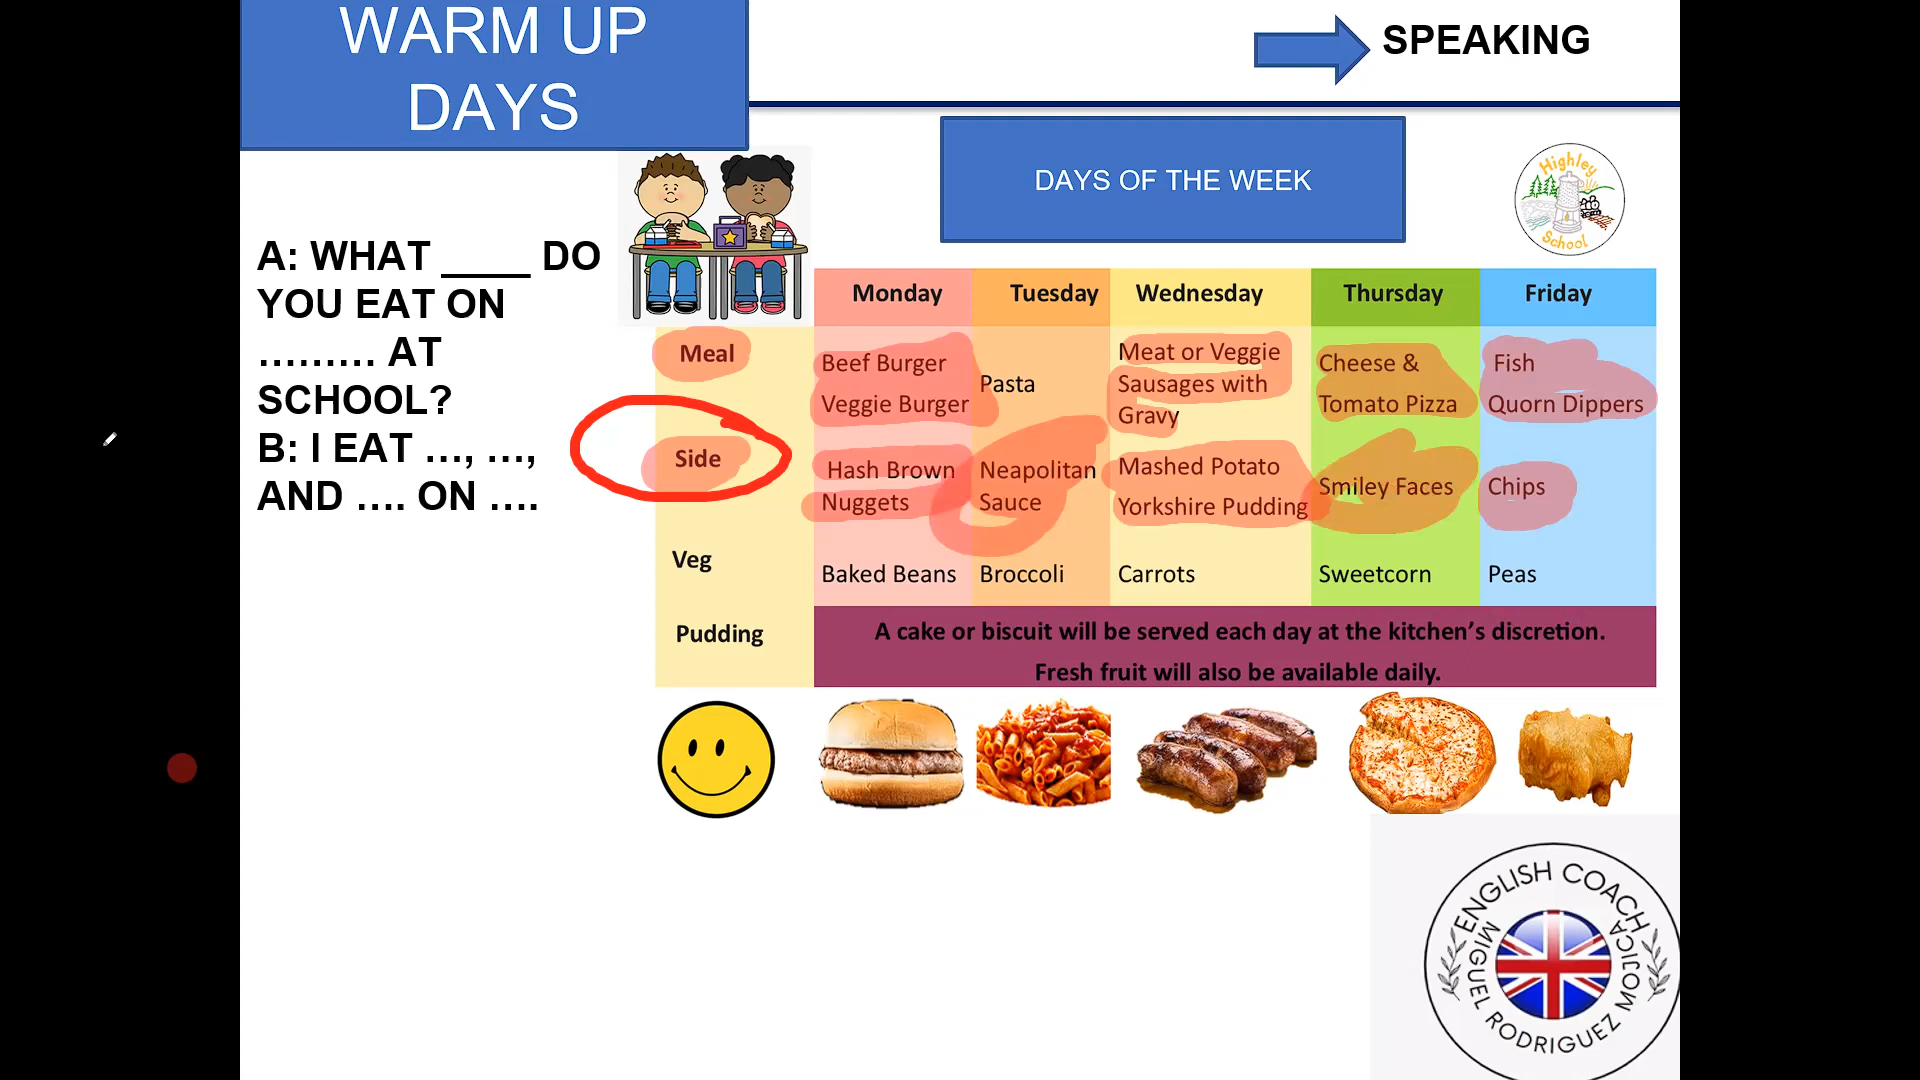 WARM UP
DAYS
SPEAKING
DAYS OF THE WEEK
Highley
School
A: WHAT ____ DO
YOU EAT ON
……… AT
SCHOOL?
B: I EAT …, …,
AND …. ON ….
Monday Tuesday Wednesday Thursday Friday
Meal
Beef Burger
Veggie Burger
Pasta
Meat or Veggie
Sausages with
Gravy
Cheese &
Tomato Pizza
Fish
Quorn Dippers
Side
Hash Brown
Nuggets
Neapolitan
Sauce
Mashed Potato
Yorkshire Pudding
Smiley Faces
Chips
Veg
Baked Beans
Broccoli
Carrots
Sweetcorn
Peas
Pudding
A cake or biscuit will be served each day at the kitchen’s discretion.
Fresh fruit will also be available daily.
ENGLISH COACH
MIGUEL RODRIGUEZ MOJICA